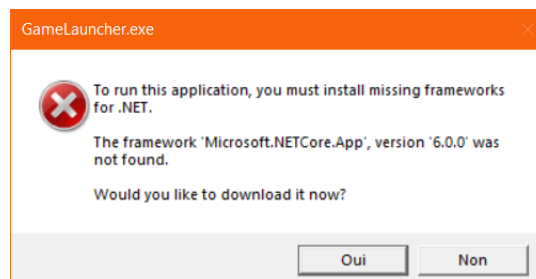 GameLauncher.exe
To run this application, you must install missing frameworks
for .NET.
The framework 'Microsoft.NETCore.App', version '6.0.0' was
not found.
Would you like to download it now?
Oui
Non